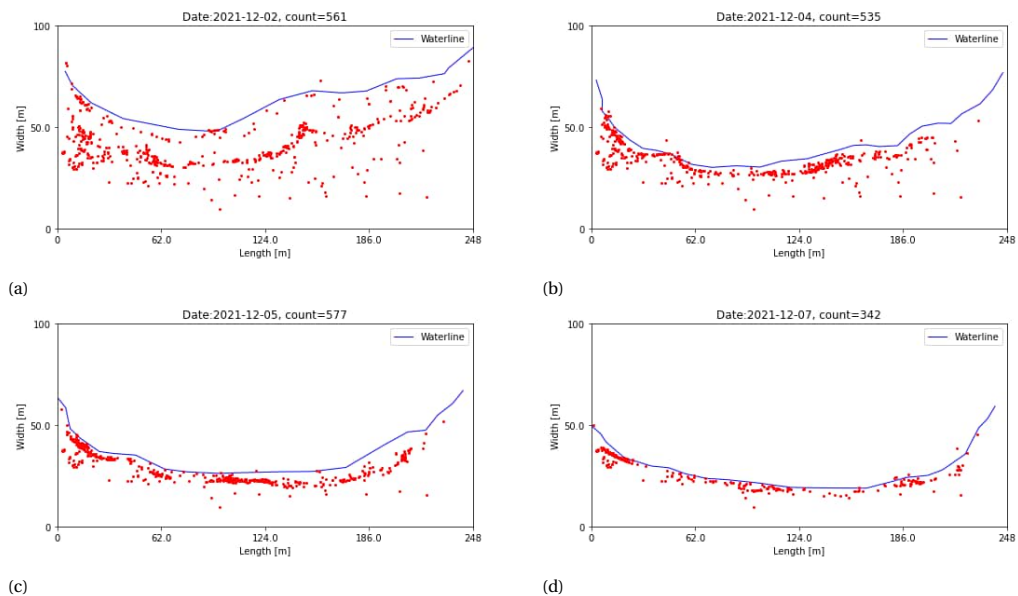 Date:2021-12-02, count=561
Waterline
100
50.0
0
Width [m]
0 62.0 124.0 186.0 248
Length [m]
(a)
Date:2021-12-04, count=535
Waterline
100
50.0
0
Width [m]
0 62.0 124.0 186.0 248
Length [m]
(b)
Date:2021-12-05, count=577
Waterline
100
50.0
0
Width [m]
0 62.0 124.0 186.0 248
Length [m]
(c)
Date:2021-12-07, count=342
Waterline
100
50.0
0
Width [m]
0 62.0 124.0 186.0 248
Length [m]
(d)